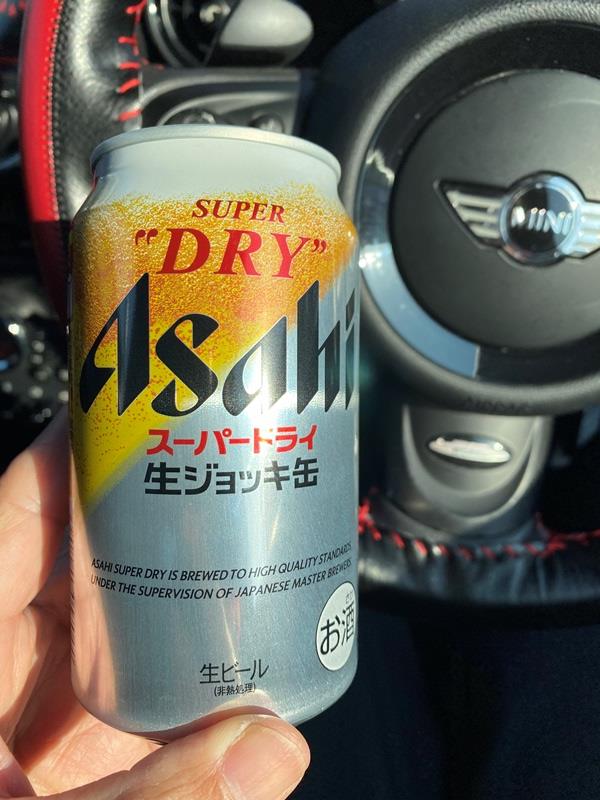 SUPER
"DRY"
Asahi
スーパードライ
生ジョッキ缶
ASAHI SUPER DRY IS BREWED TO HIGH QUALITY STANDARDS,
UNDER THE SUPERVISION OF JAPANESE MASTER BREWERS.
お酒
生ビール
(非熱処理)
MINI